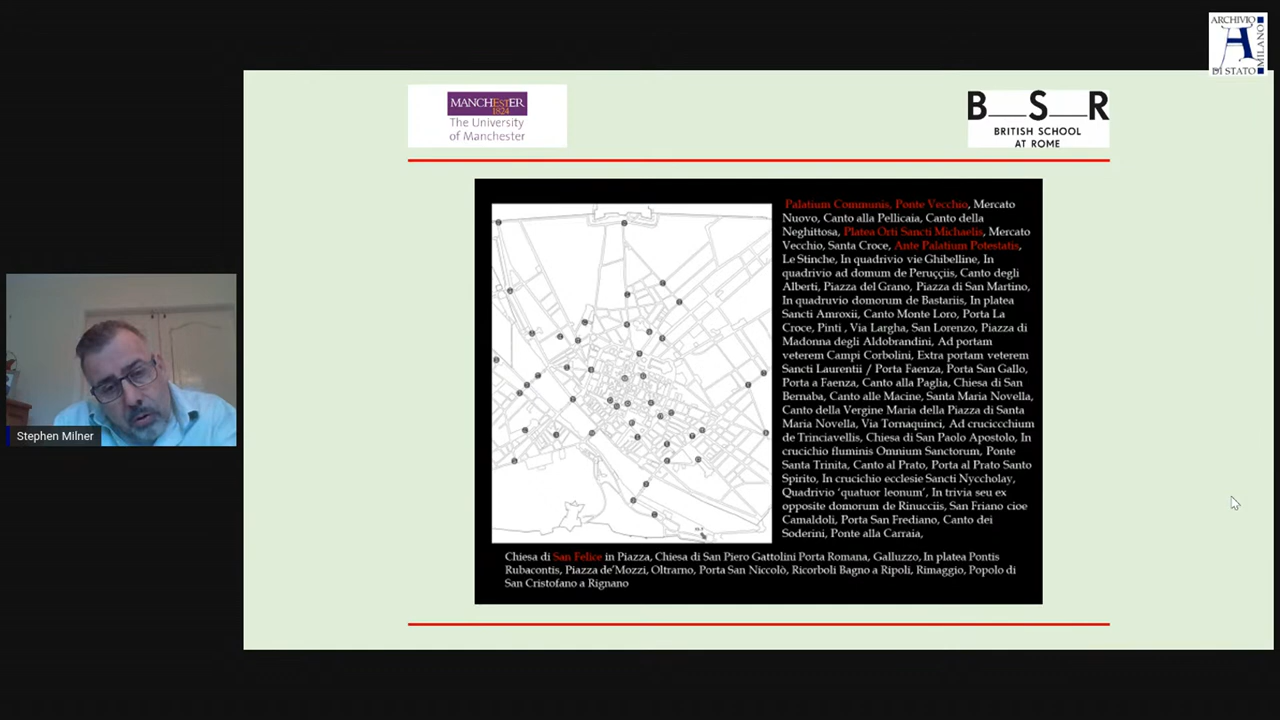 ARCHIVIO
DI STATO
MILANO
MANCHESTER
1824
The University
of Manchester
B__S__R
BRITISH SCHOOL
AT ROME
Palatium Communis, Ponte Vecchio, Mercato
Nuovo, Canto alla Pellicaia, Canto della
Neghittosa, Platea Orti Sancti Michaelis, Mercato
Vecchio, Santa Croce, Ante Palatium Potestatis,
Le Stinche, In quadrivio vie Ghibelline, In
quadrivio ad domum de Peruççiis, Canto degli
Alberti, Piazza del Grano, Piazza di San Martino,
In quadruvio domorum de Bastariis, In platea
Sancti Amroxii, Canto Monte Loro, Porta La
Croce, Pinti , Via Largha, San Lorenzo, Piazza di
Madonna degli Aldobrandini, Ad portam
veterem Campi Corbolini, Extra portam veterem
Sancti Laurentii / Porta Faenza, Porta San Gallo,
Porta a Faenza, Canto alla Paglia, Chiesa di San
Bernaba, Canto alle Macine, Santa Maria Novella,
Canto della Vergine Maria della Piazza di Santa
Maria Novella, Via Tornaquinci, Ad cruciccchium
de Trinciavellis, Chiesa di San Paolo Apostolo, In
crucichio fluminis Omnium Sanctorum, Ponte
Santa Trinita, Canto al Prato, Porta al Prato Santo
Spirito, In crucichio ecclesie Sancti Nyccholay,
Quadrivio 'quatuor leonum', In trivia seu ex
opposite domorum de Rinucciis, San Friano cioe
Camaldoli, Porta San Frediano, Canto dei
Soderini, Ponte alla Carraia,
Chiesa di San Felice in Piazza, Chiesa di San Piero Gattolini Porta Romana, Galluzzo, In platea Pontis
Rubacontis, Piazza de'Mozzi, Oltrarno, Porta San Niccolò, Ricorboli Bagno a Ripoli, Rimaggio, Popolo di
San Cristofano a Rignano
Stephen Milner